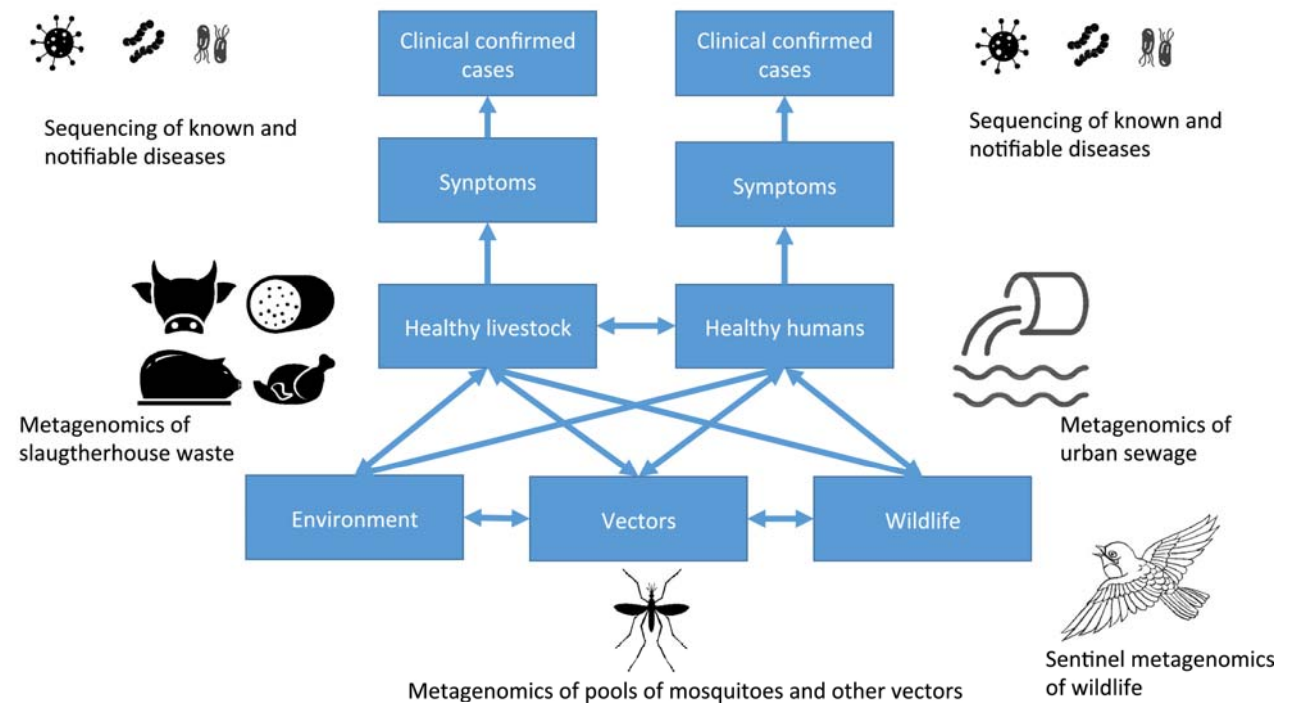 Clinical confirmed
cases
Clinical confirmed
cases
Sequencing of known and
notifiable diseases
Sequencing of known and
notifiable diseases
Synptoms
Symptoms
Healthy livestock
Healthy humans
Metagenomics of
slaugtherhouse waste
Metagenomics of
urban sewage
Environment
Vectors
Wildlife
Sentinel metagenomics
of wildlife
Metagenomics of pools of mosquitoes and other vectors